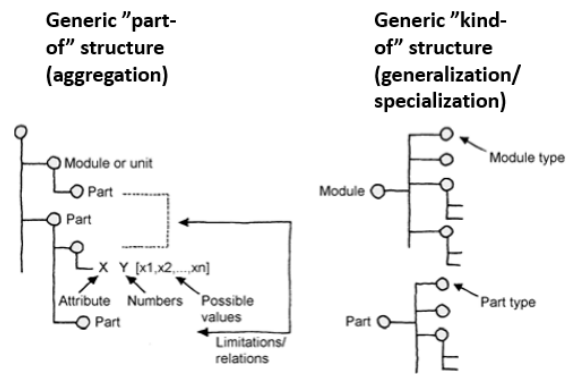 Generic ”part-
of” structure
(aggregation)
Module or unit
Part
Part
X Y [x1,x2,...,xn]
Attribute Numbers Possible
values
Part
Limitations/
relations
Generic ”kind-
of” structure
(generalization/
specialization)
Module type
Module
Part type
Part